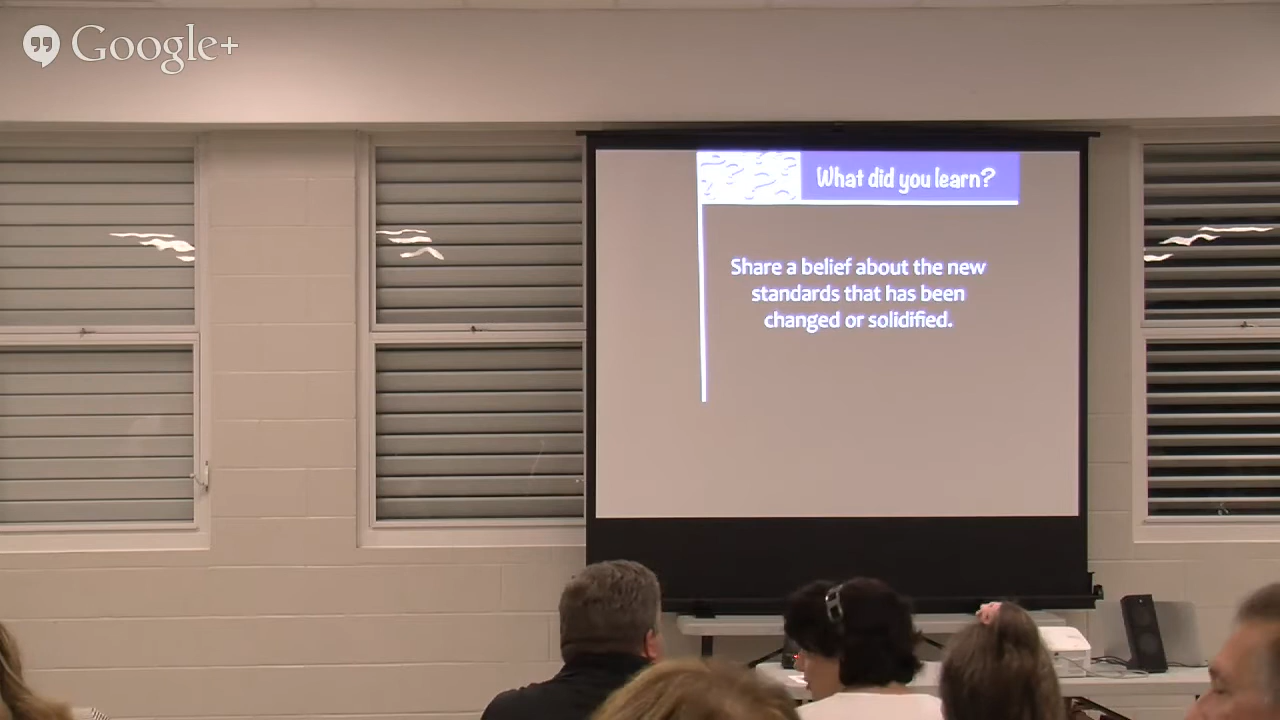 Google+
What did you learn?
Share a belief about the new
standards that has been
changed or solidified.